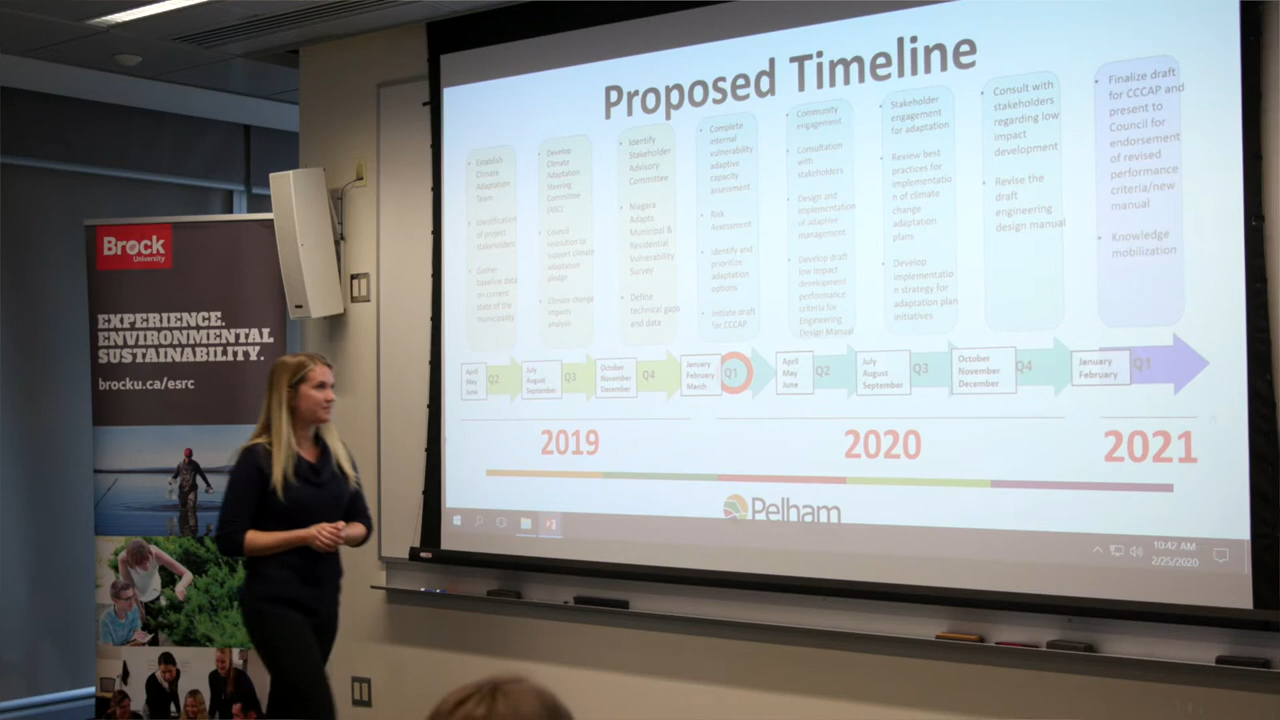 Brock
University
EXPERIENCE.
ENVIRONMENTAL
SUSTAINABILITY.
brocku.ca/esrc
Proposed Timeline
• Establish
Climate
Adaptation
Team
• Identification
of project
stakeholders
• Gather
baseline data
on current
state of the
municipality
• Develop
Climate
Adaptation
Steering
Committee
(ASC)
• Council
resolution to
support climate
adaptation
pledge
• Climate change
impacts
analysis
• Identify
Stakeholder
Advisory
Committee
• Niagara
Adapts
Municipal &
Residential
Vulnerability
Survey
• Define
technical gaps
and data
• Complete
internal
vulnerability
adaptive
capacity
assessment
• Risk
Assessment
• Identify and
prioritize
adaptation
options
• Initiate draft
for CCCAP
• Community
engagement
• Consultation
with
stakeholders
• Design and
implementation
of adaptive
management
• Develop draft
low impact
development
performance
criteria for
Engineering
Design Manual
• Stakeholder
engagement
for adaptation
• Review best
practices for
implementatio
n of climate
change
adaptation
plans
• Develop
implementatio
n strategy for
adaptation plan
initiatives
• Consult with
stakeholders
regarding low
impact
development
• Revise the
draft
engineering
design manual
• Finalize draft
for CCCAP and
present to
Council for
endorsement
of revised
performance
criteria/new
manual
• Knowledge
mobilization
April
May
June
Q2
July
August
September
Q3
October
November
December
Q4
January
February
March
Q1
April
May
June
Q2
July
August
September
Q3
October
November
December
Q4
January
February
Q1
2019
2020
2021
Pelham
10:42 AM
2/25/2020